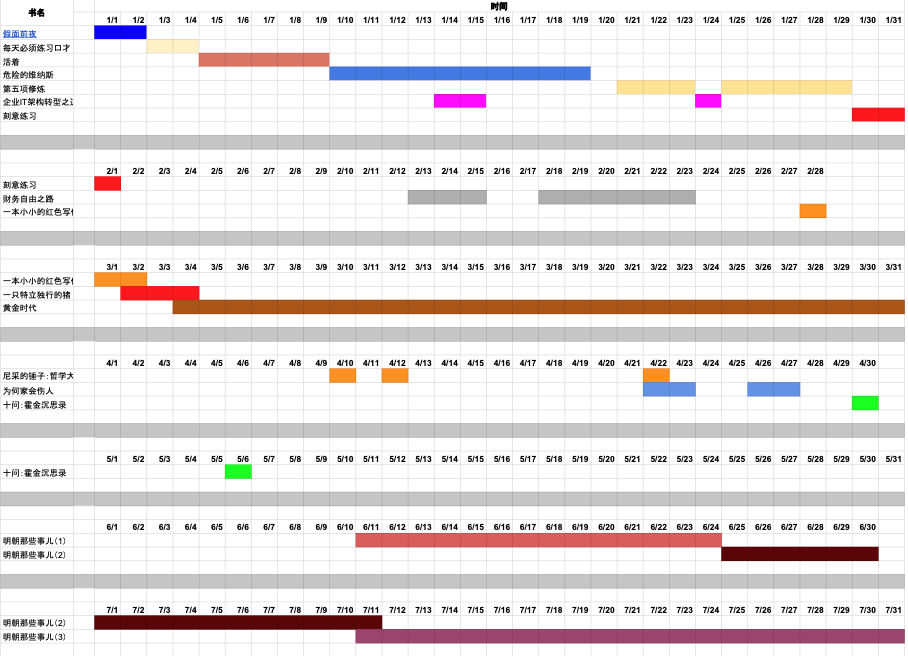 书名 时间
1/1 1/2 1/3 1/4 1/5 1/6 1/7 1/8 1/9 1/10 1/11 1/12 1/13 1/14 1/15 1/16 1/17 1/18 1/19 1/20 1/21 1/22 1/23 1/24 1/25 1/26 1/27 1/28 1/29 1/30 1/31
假面前夜
每天必须练习口才
活着
危险的维纳斯
第五项修炼
企业IT架构转型之
刻意练习
2/1 2/2 2/3 2/4 2/5 2/6 2/7 2/8 2/9 2/10 2/11 2/12 2/13 2/14 2/15 2/16 2/17 2/18 2/19 2/20 2/21 2/22 2/23 2/24 2/25 2/26 2/27 2/28
刻意练习
财务自由之路
一本小小的红色写
3/1 3/2 3/3 3/4 3/5 3/6 3/7 3/8 3/9 3/10 3/11 3/12 3/13 3/14 3/15 3/16 3/17 3/18 3/19 3/20 3/21 3/22 3/23 3/24 3/25 3/26 3/27 3/28 3/29 3/30 3/31
一本小小的红色写
一只特立独行的猪
黄金时代
4/1 4/2 4/3 4/4 4/5 4/6 4/7 4/8 4/9 4/10 4/11 4/12 4/13 4/14 4/15 4/16 4/17 4/18 4/19 4/20 4/21 4/22 4/23 4/24 4/25 4/26 4/27 4/28 4/29 4/30
尼采的锤子:哲学大
为何家会伤人
十问:霍金沉思录
5/1 5/2 5/3 5/4 5/5 5/6 5/7 5/8 5/9 5/10 5/11 5/12 5/13 5/14 5/15 5/16 5/17 5/18 5/19 5/20 5/21 5/22 5/23 5/24 5/25 5/26 5/27 5/28 5/29 5/30 5/31
十问:霍金沉思录
6/1 6/2 6/3 6/4 6/5 6/6 6/7 6/8 6/9 6/10 6/11 6/12 6/13 6/14 6/15 6/16 6/17 6/18 6/19 6/20 6/21 6/22 6/23 6/24 6/25 6/26 6/27 6/28 6/29 6/30
明朝那些事儿(1)
明朝那些事儿(2)
7/1 7/2 7/3 7/4 7/5 7/6 7/7 7/8 7/9 7/10 7/11 7/12 7/13 7/14 7/15 7/16 7/17 7/18 7/19 7/20 7/21 7/22 7/23 7/24 7/25 7/26 7/27 7/28 7/29 7/30 7/31
明朝那些事儿(2)
明朝那些事儿(3)